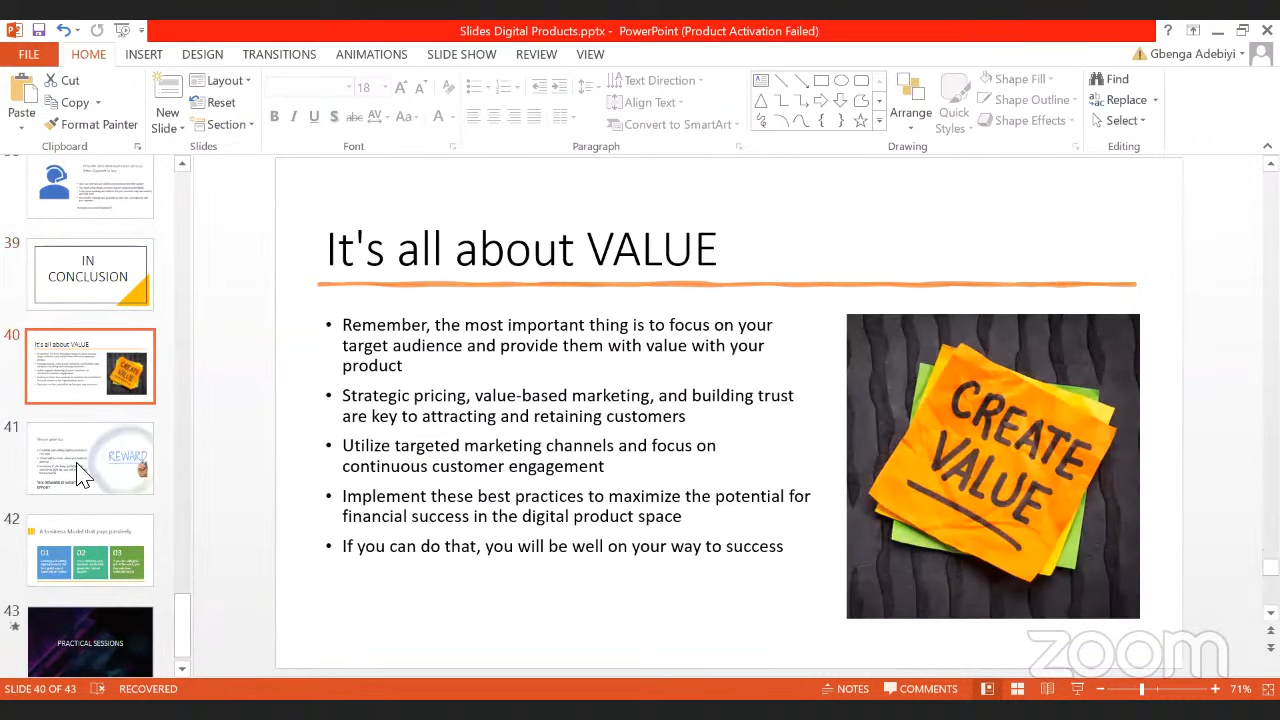 Slides Digital Products.pptx - PowerPoint (Product Activation Failed)
FILE HOME INSERT DESIGN TRANSITIONS ANIMATIONS SLIDE SHOW REVIEW VIEW Gbenga Adebiyi
Paste
Cut
Copy
Format Painter
Clipboard
New
Slide
Layout
Reset
Section
Slides
18
Font
Text Direction
Align Text
Convert to SmartArt
Paragraph
Arrange
Quick
Styles
Shape Fill
Shape Outline
Shape Effects
Drawing
Find
Replace
Select
Editing
39
IN
CONCLUSION
40
It's all about VALUE
CREATE
VALUE
41
REWARD
42
A business Model that pays passively
01 02 03
43
PRACTICAL SESSIONS
It's all about VALUE
• Remember, the most important thing is to focus on your
target audience and provide them with value with your
product
• Strategic pricing, value-based marketing, and building trust
are key to attracting and retaining customers
• Utilize targeted marketing channels and focus on
continuous customer engagement
• Implement these best practices to maximize the potential for
financial success in the digital product space
• If you can do that, you will be well on your way to success
CREATE
VALUE
zoom
SLIDE 40 OF 43 RECOVERED NOTES COMMENTS 71%